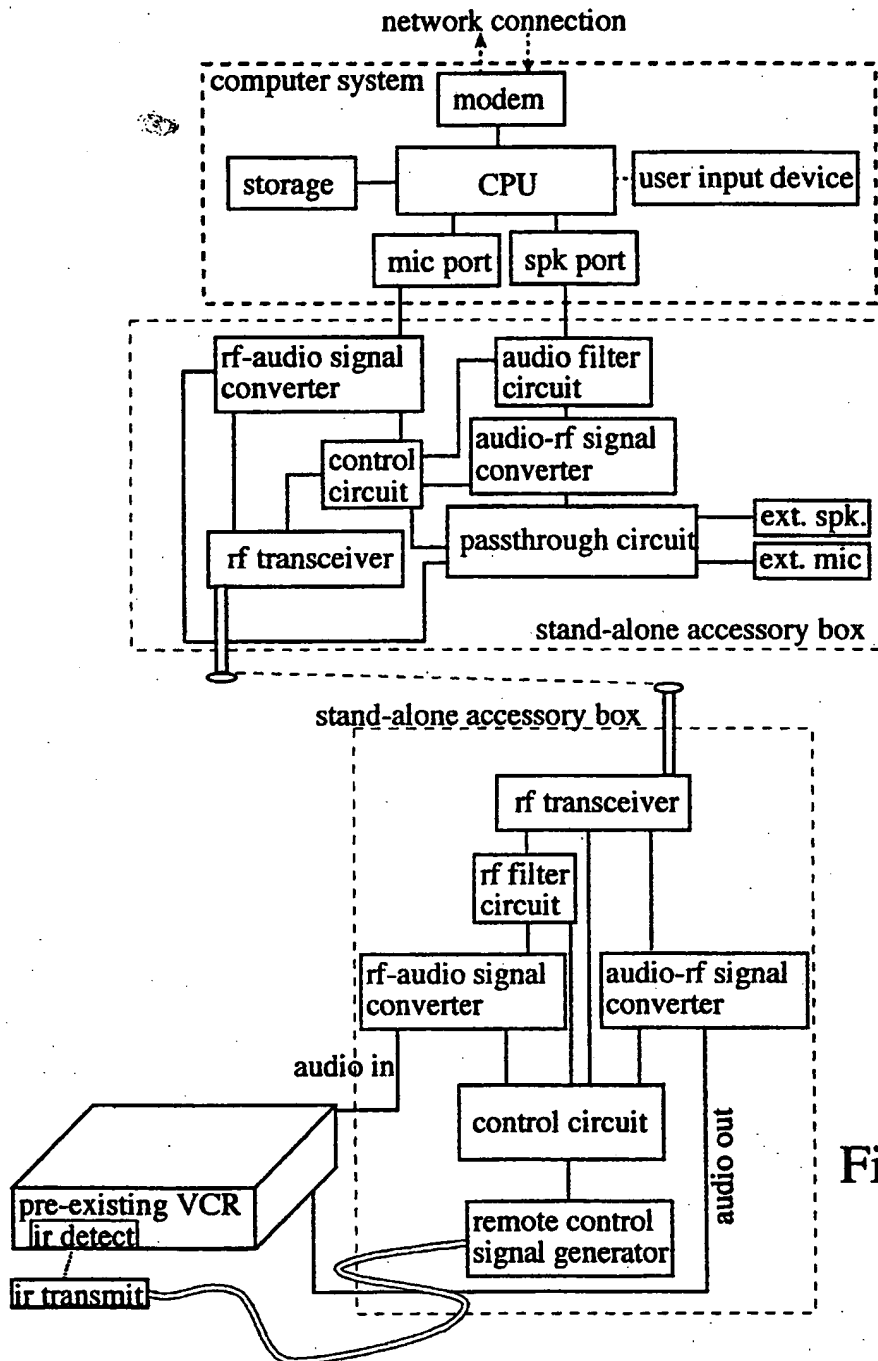 network connection
computer system
modem
storage
CPU
user input device
mic port
spk port
rf-audio signal
converter
audio filter
circuit
control
circuit
audio-rf signal
converter
rf transceiver
passthrough circuit
ext. spk.
ext. mic
stand-alone accessory box
stand-alone accessory box
rf transceiver
rf filter
circuit
rf-audio signal
converter
audio-rf signal
converter
audio in
control circuit
audio out
pre-existing VCR
ir detect
ir transmit
remote control
signal generator
Fi